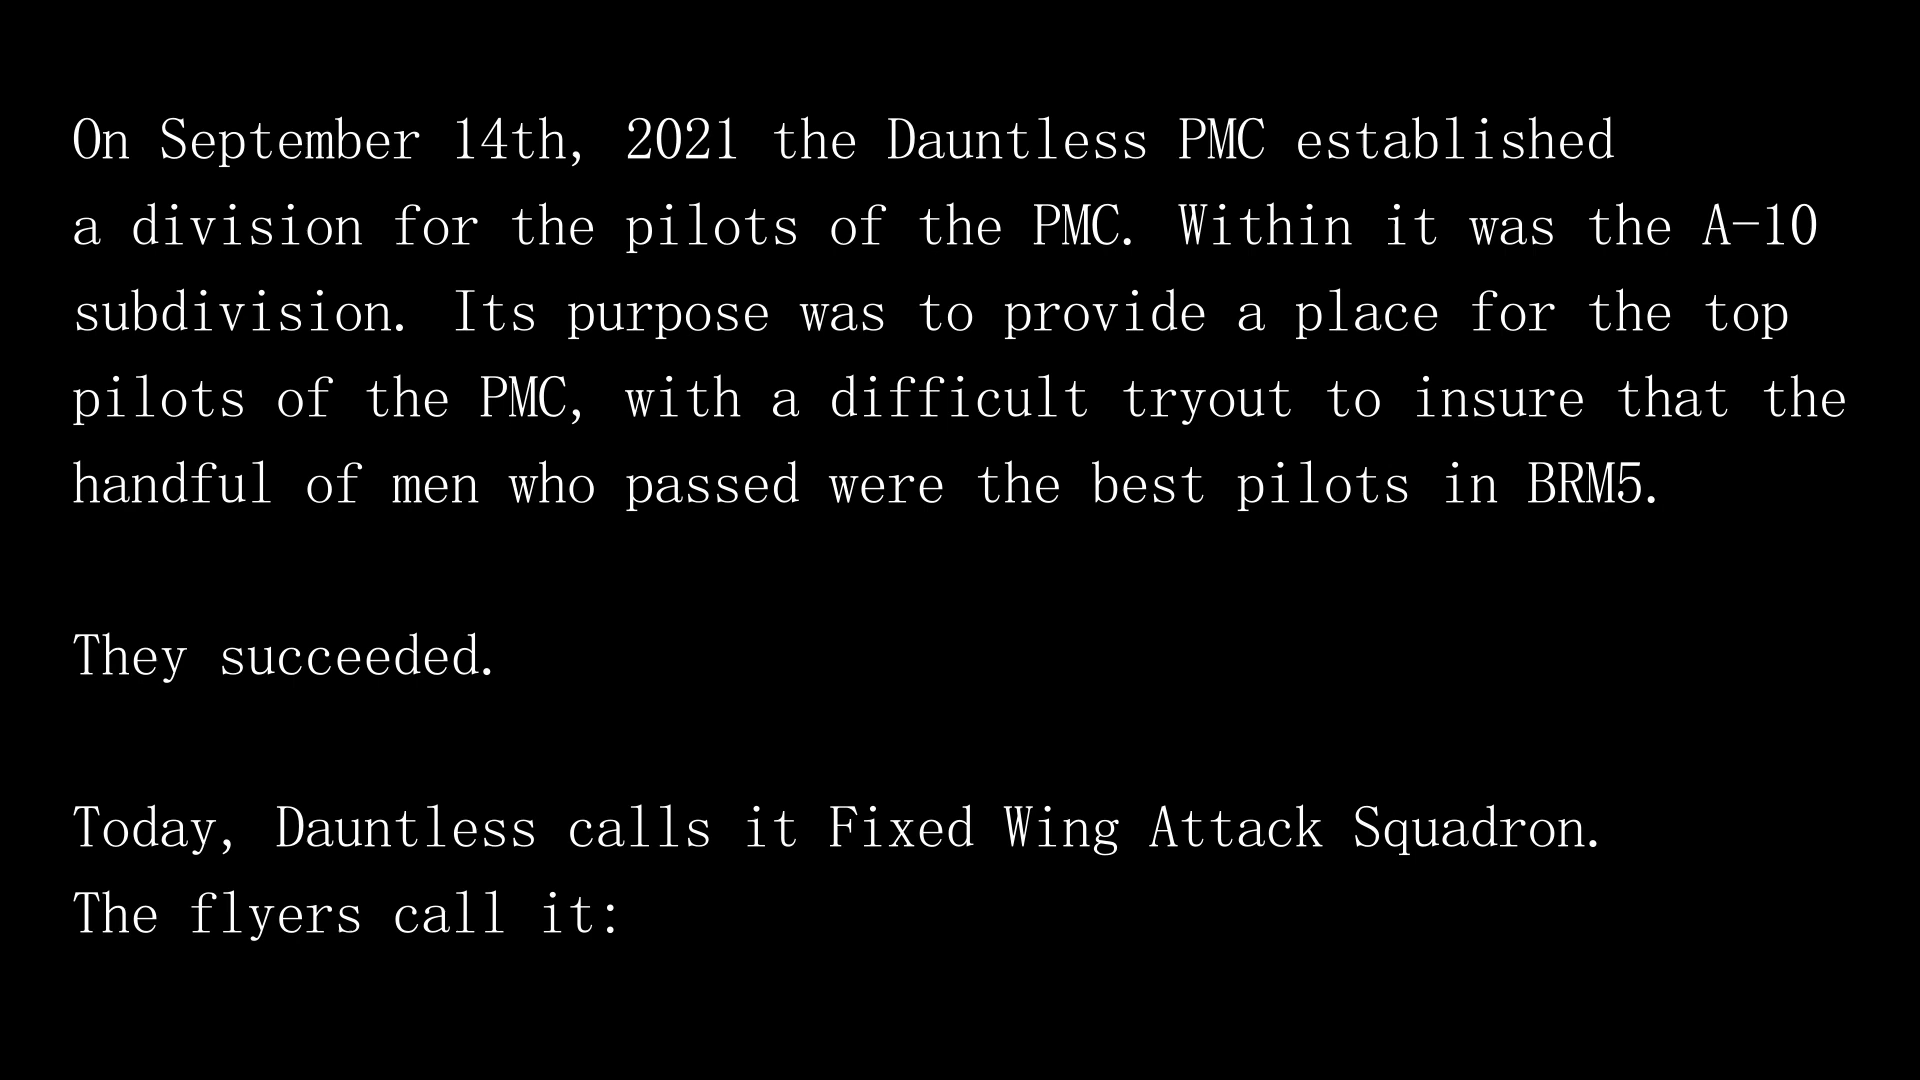 On September 14th, 2021 the Dauntless PMC established
a division for the pilots of the PMC. Within it was the A-10
subdivision. Its purpose was to provide a place for the top
pilots of the PMC, with a difficult tryout to insure that the
handful of men who passed were the best pilots in BRM5.
They succeeded.
Today, Dauntless calls it Fixed Wing Attack Squadron.
The flyers call it: